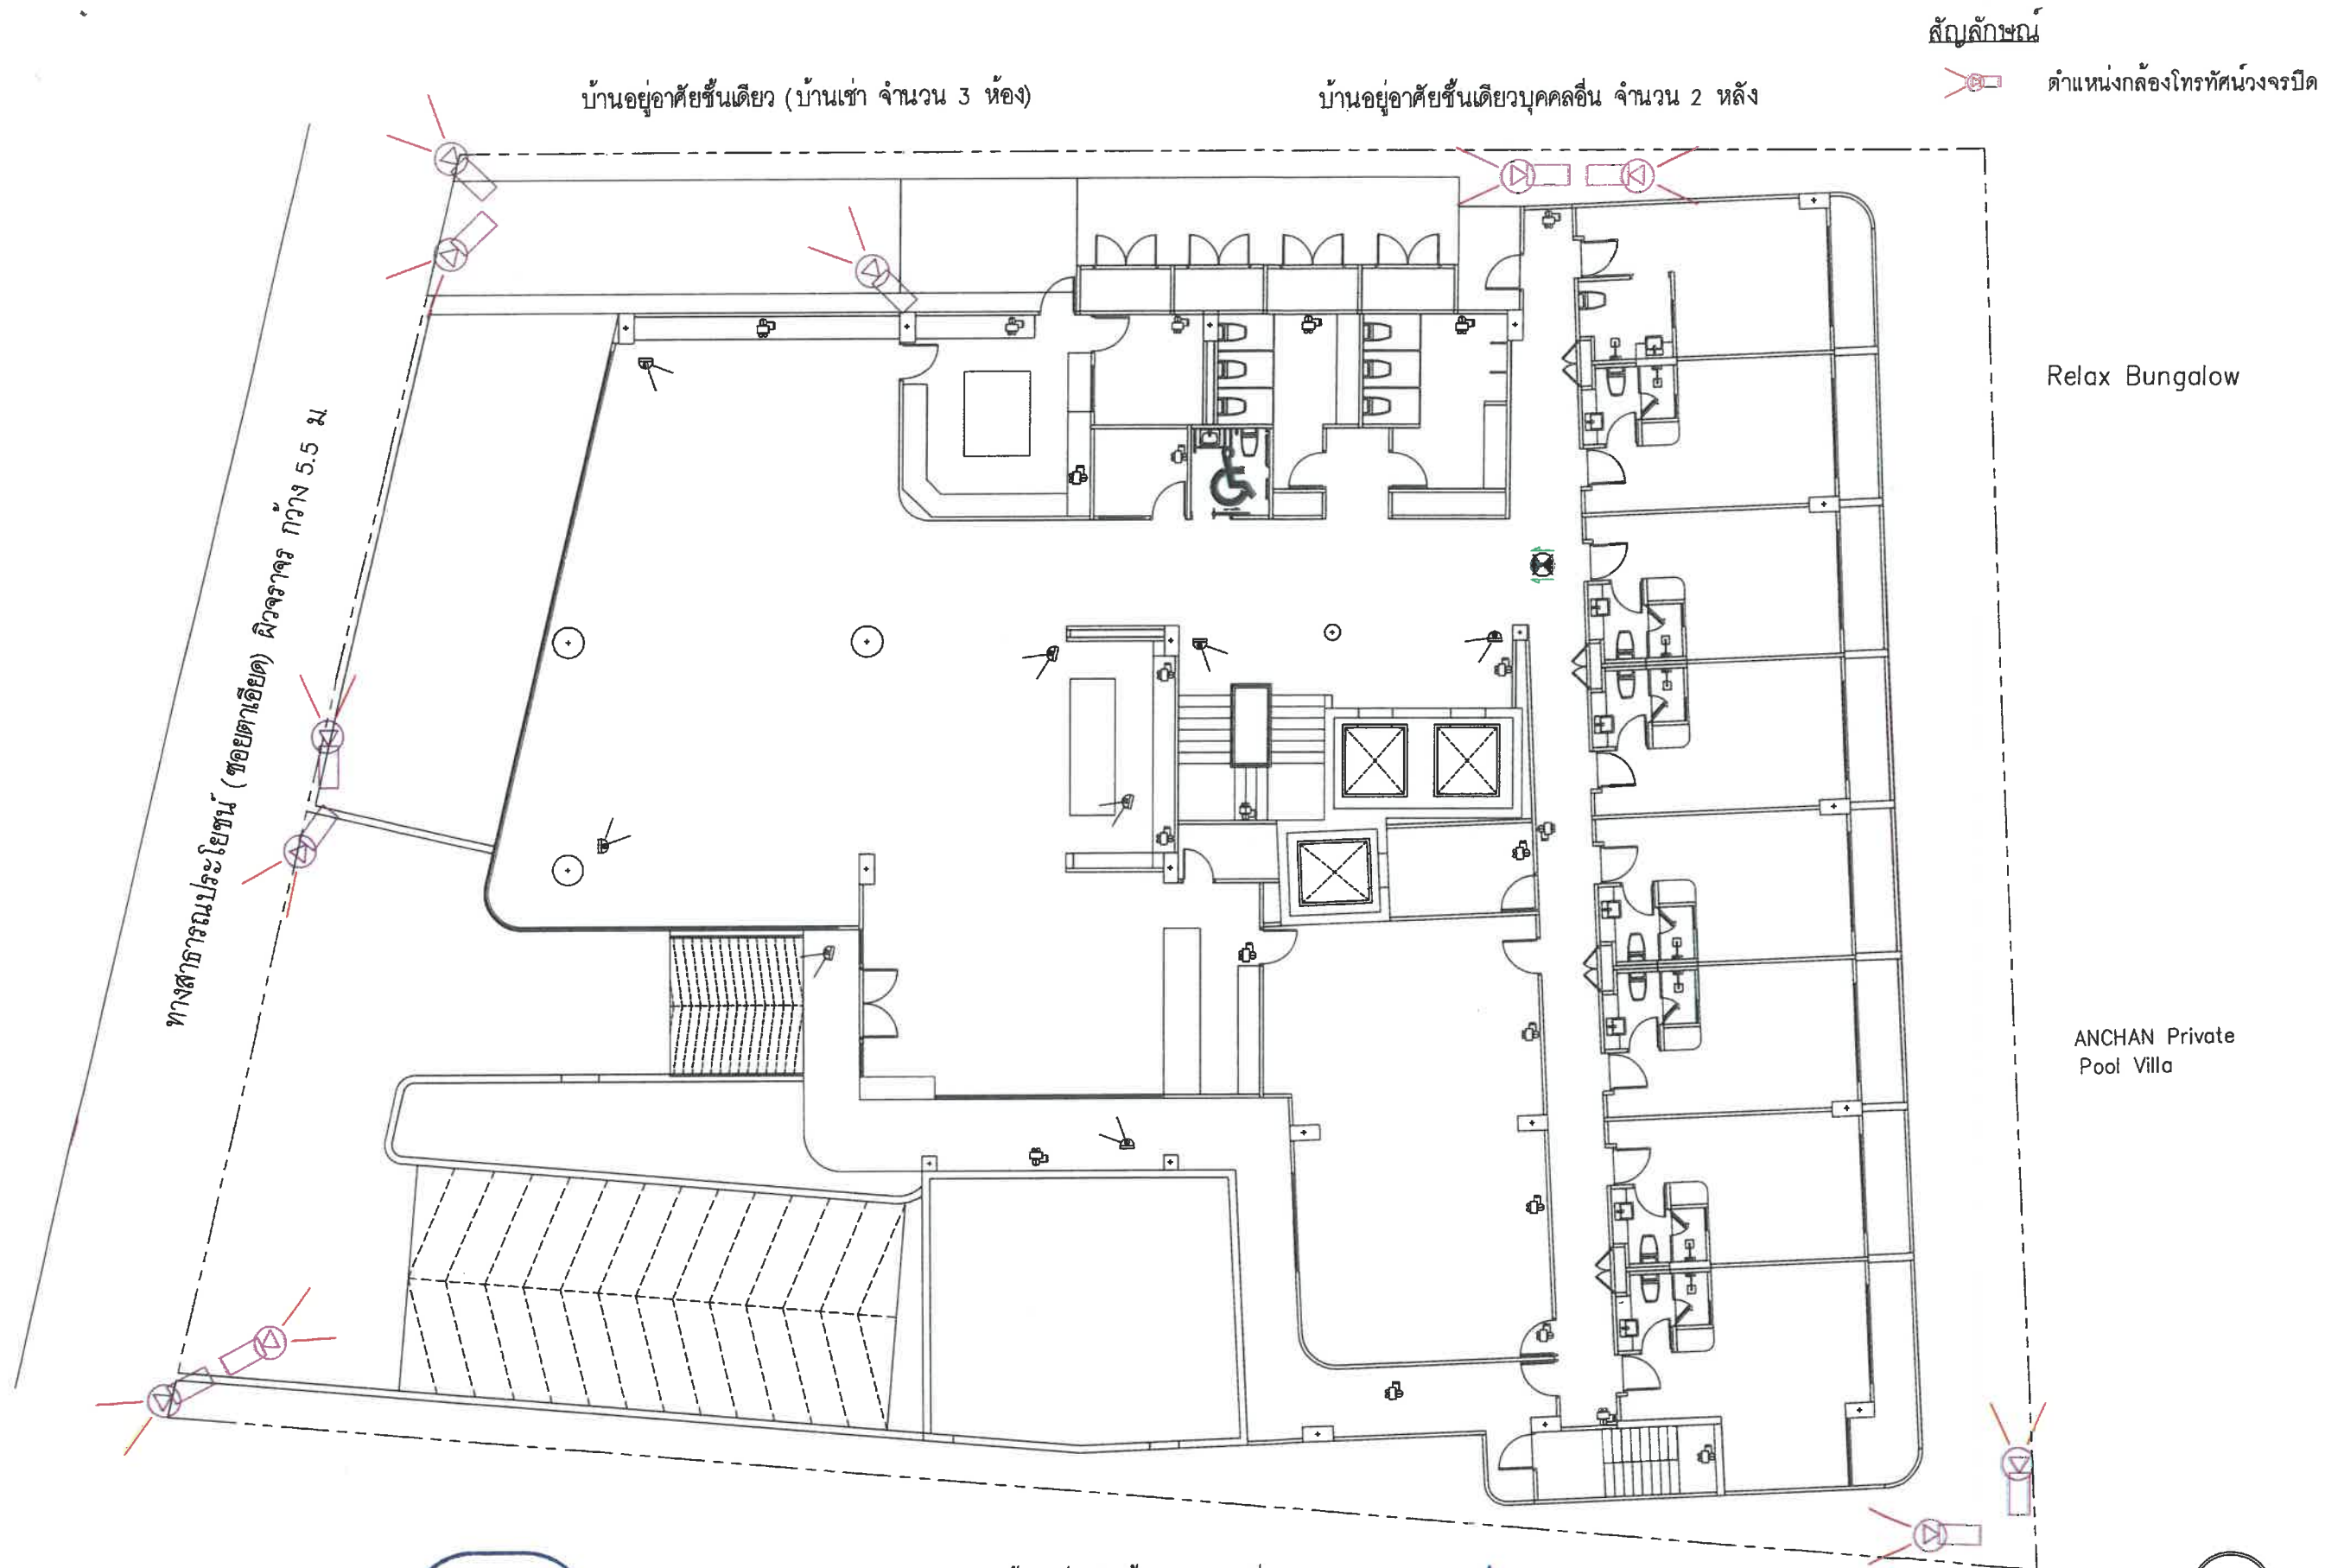 สัญลักษณ์
ตำแหน่งกล้องโทรทัศน์วงจรปิด
บ้านอยู่อาศัยชั้นเดียว (บ้านเช่า จำนวน 3 ห้อง)
บ้านอยู่อาศัยชั้นเดียวบุคคลอื่น จำนวน 2 หลัง
Relax Bungalow
ทางสาธารณประโยชน์ (ซอยตาเอียด) ผิวจราจร กว้าง 5.5 ม
ANCHAN Private
Pool Villa